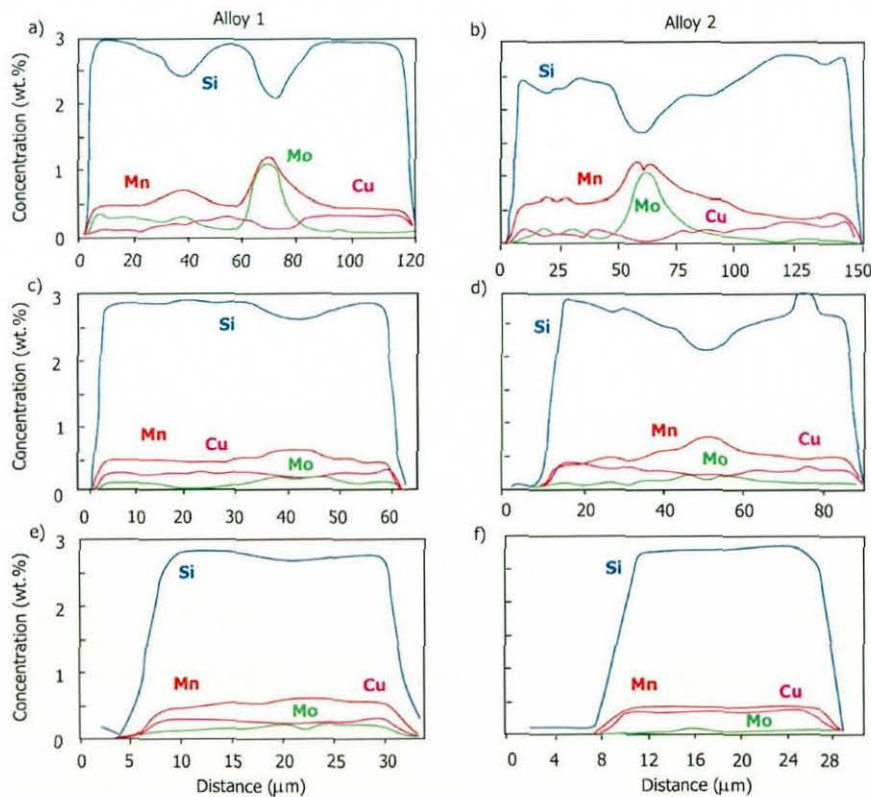 Alloy 1
Alloy 2
a)
b)
Concentration (wt.%)
3
2
1
0
Si
Mn
Mo
Cu
0 20 40 60 80 100 120
Si
Mn
Mo
Cu
0 25 50 75 100 125 150
c)
d)
Concentration (wt.%)
3
2
1
0
Si
Mn
Cu
Mo
0 10 20 30 40 50 60
Si
Mn
Cu
Mo
0 20 40 60 80
e)
f)
Concentration (wt.%)
3
2
1
0
Si
Mn
Cu
Mo
0 5 10 15 20 25 30
Distance (μm)
Si
Mn
Cu
Mo
0 4 8 12 16 20 24 28
Distance (μm)